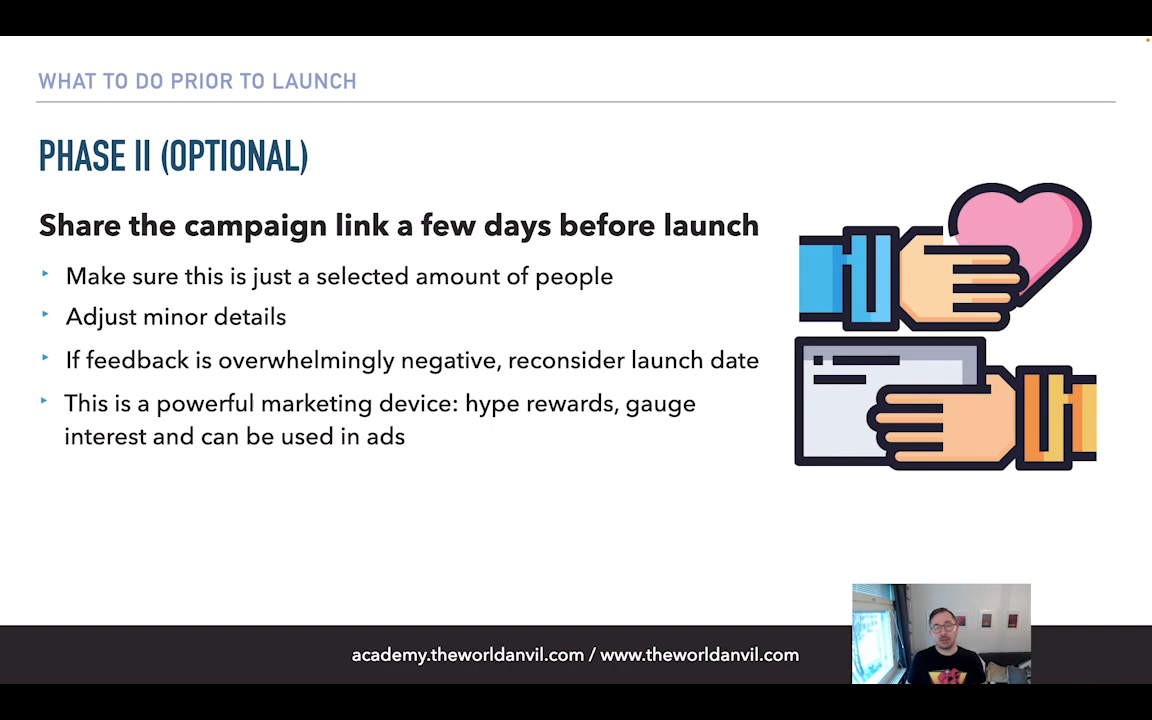 WHAT TO DO PRIOR TO LAUNCH
PHASE II (OPTIONAL)
Share the campaign link a few days before launch
Make sure this is just a selected amount of people
Adjust minor details
If feedback is overwhelmingly negative, reconsider launch date
This is a powerful marketing device: hype rewards, gauge
interest and can be used in ads
academy.theworldanvil.com / www.theworldanvil.com